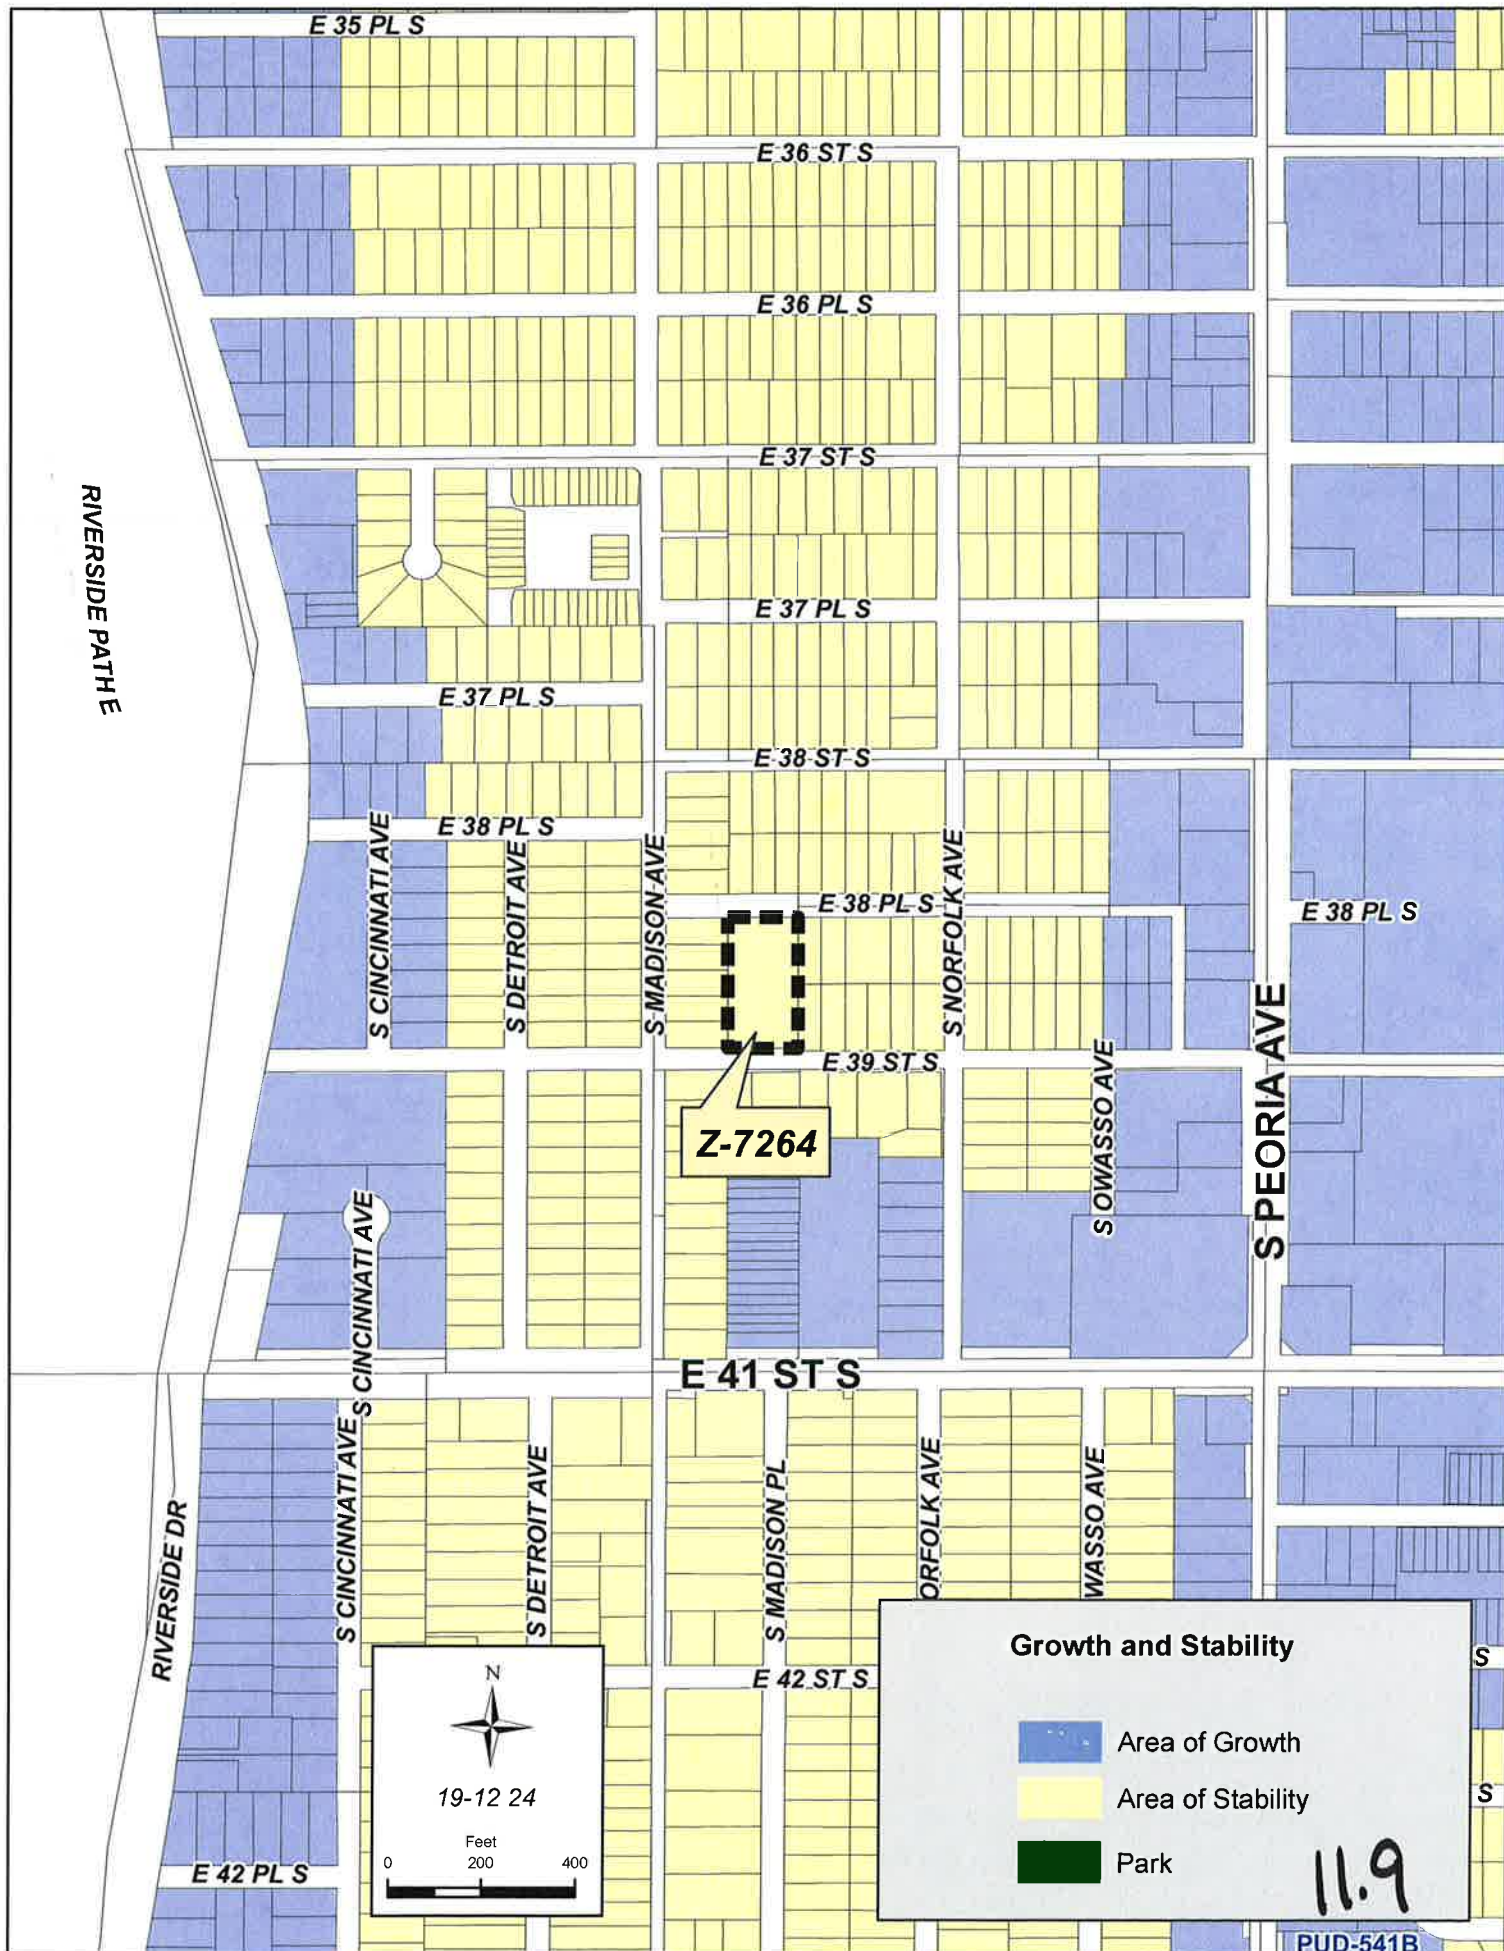 E 35 PL S
E 36 ST S
E 36 PL S
E 37 ST S
RIVERSIDE PATH E
E 37 PL S
E 37 PL S
E 38 ST S
E 38 PL S
S CINCINNATI AVE
S DETROIT AVE
S MADISON AVE
S NORFOLK AVE
E 38 PL S
E 38 PL S
E 39 ST S
Z-7264
S OWASSO AVE
S PEORIA AVE
S CINCINNATI AVE
E 41 ST S
S CINCINNATI AVE
S DETROIT AVE
S MADISON PL
ORFOLK AVE
WASSO AVE
RIVERSIDE DR
E 42 ST S
S
S
E 42 PL S
N
19-12 24
Feet
0 200 400
Growth and Stability
Area of Growth
Area of Stability
Park
11.9
PUD-541B